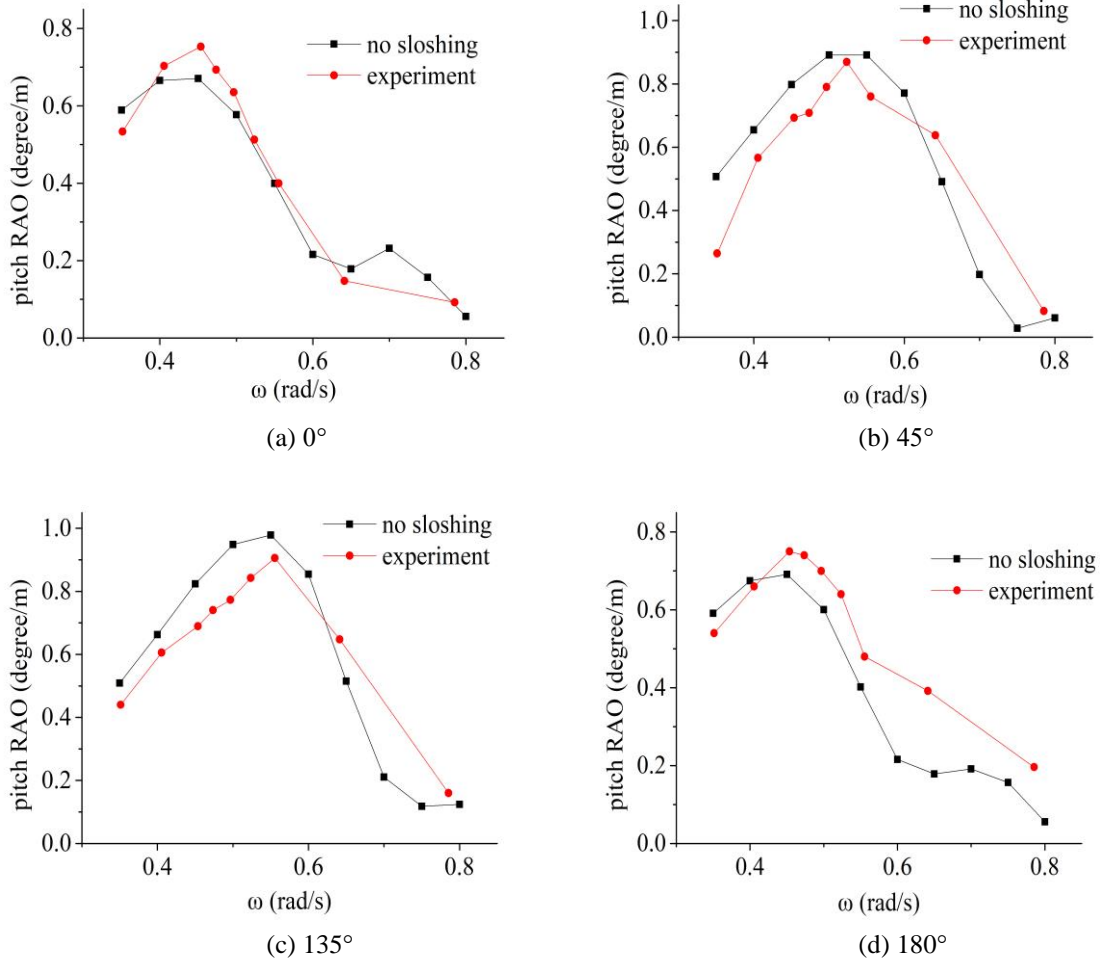 no sloshing
experiment
pitch RAO (degree/m)
0.8
0.6
0.4
0.2
0.0
0.4
0.6
0.8
ω (rad/s)
(a) 0°
no sloshing
experiment
pitch RAO (degree/m)
1.0
0.8
0.6
0.4
0.2
0.0
0.4
0.6
0.8
ω (rad/s)
(b) 45°
no sloshing
experiment
pitch RAO (degree/m)
1.0
0.8
0.6
0.4
0.2
0.0
0.4
0.6
0.8
ω (rad/s)
(c) 135°
no sloshing
experiment
pitch RAO (degree/m)
0.8
0.6
0.4
0.2
0.0
0.4
0.6
0.8
ω (rad/s)
(d) 180°